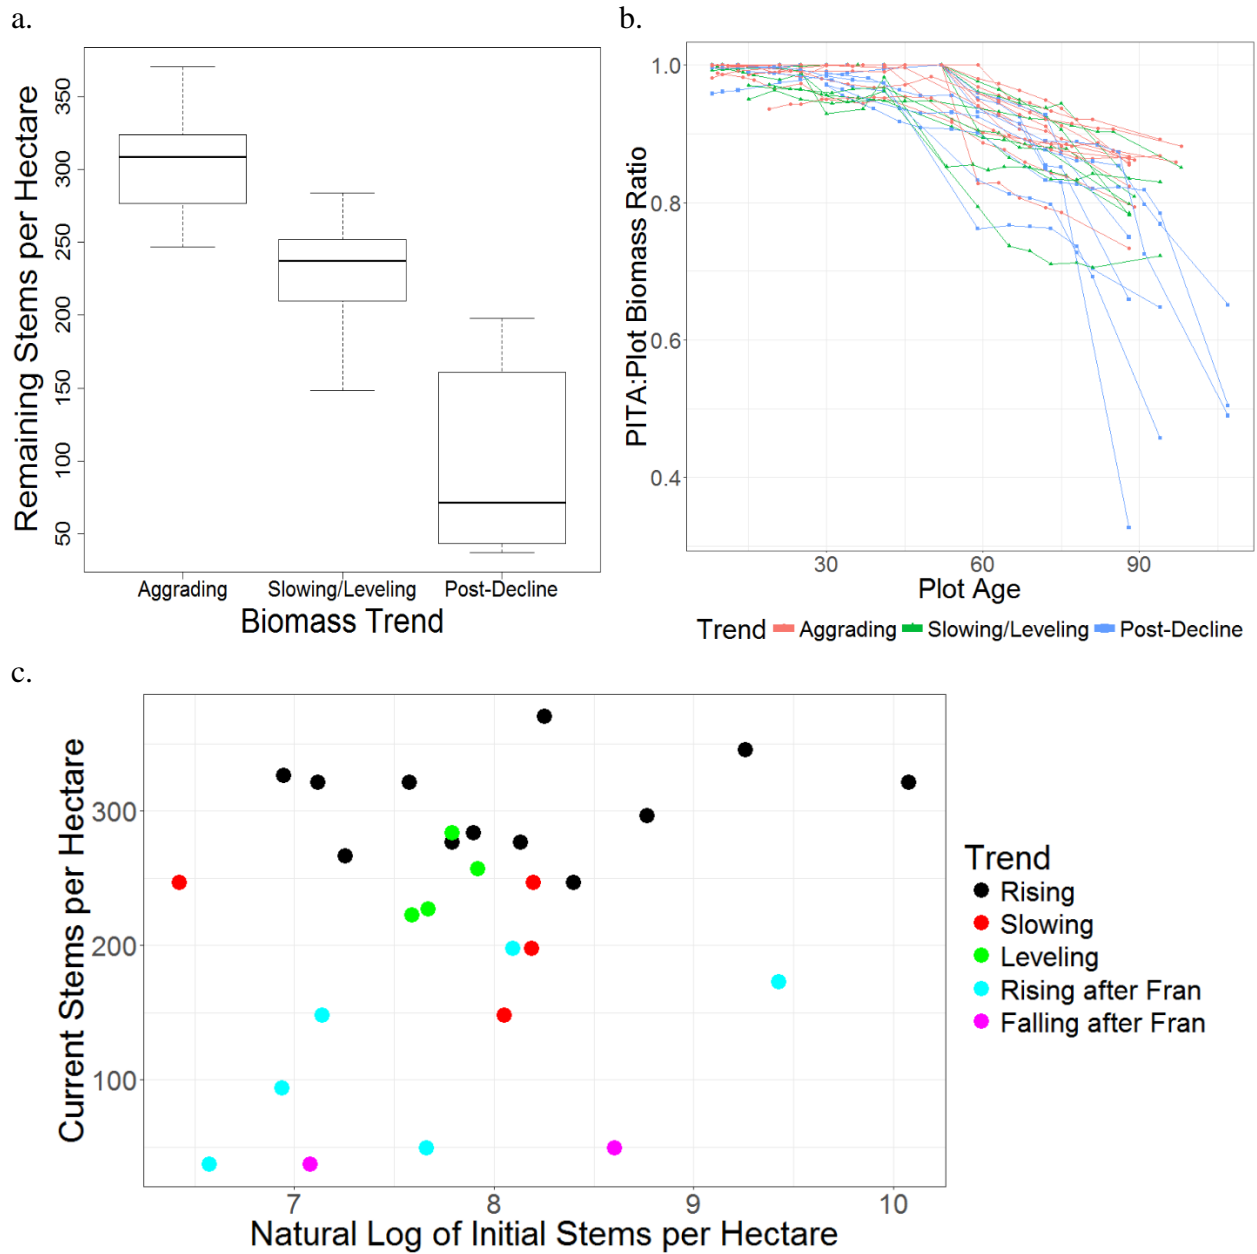 a.
Remaining Stems per Hectare
350
300
250
200
150
100
50
Aggrading Slowing/Leveling Post-Decline
Biomass Trend
b.
PITA:Plot Biomass Ratio
1.0
0.8
0.6
0.4
30 60 90
Plot Age
Trend Aggrading Slowing/Leveling Post-Decline
c.
Current Stems per Hectare
300
200
100
7 8 9 10
Natural Log of Initial Stems per Hectare
Trend
Rising
Slowing
Leveling
Rising after Fran
Falling after Fran